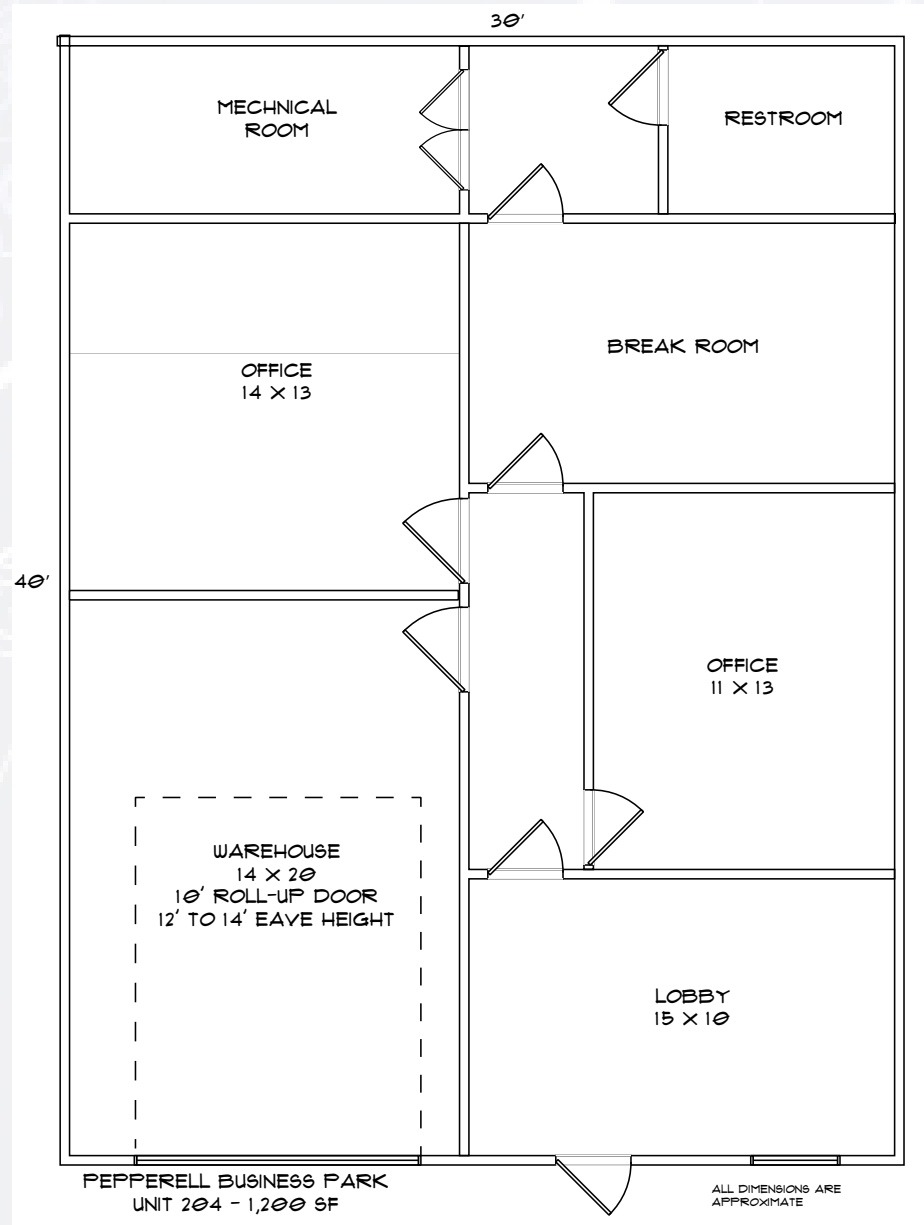 30'
MECHNICAL
ROOM
RESTROOM
BREAK ROOM
OFFICE
14 X 13
40'
OFFICE
11 X 13
WAREHOUSE
14 X 20
10' ROLL-UP DOOR
12' TO 14' EAVE HEIGHT
LOBBY
15 X 10
PEPPERELL BUSINESS PARK
UNIT 204 - 1,200 SF
ALL DIMENSIONS ARE
APPROXIMATE